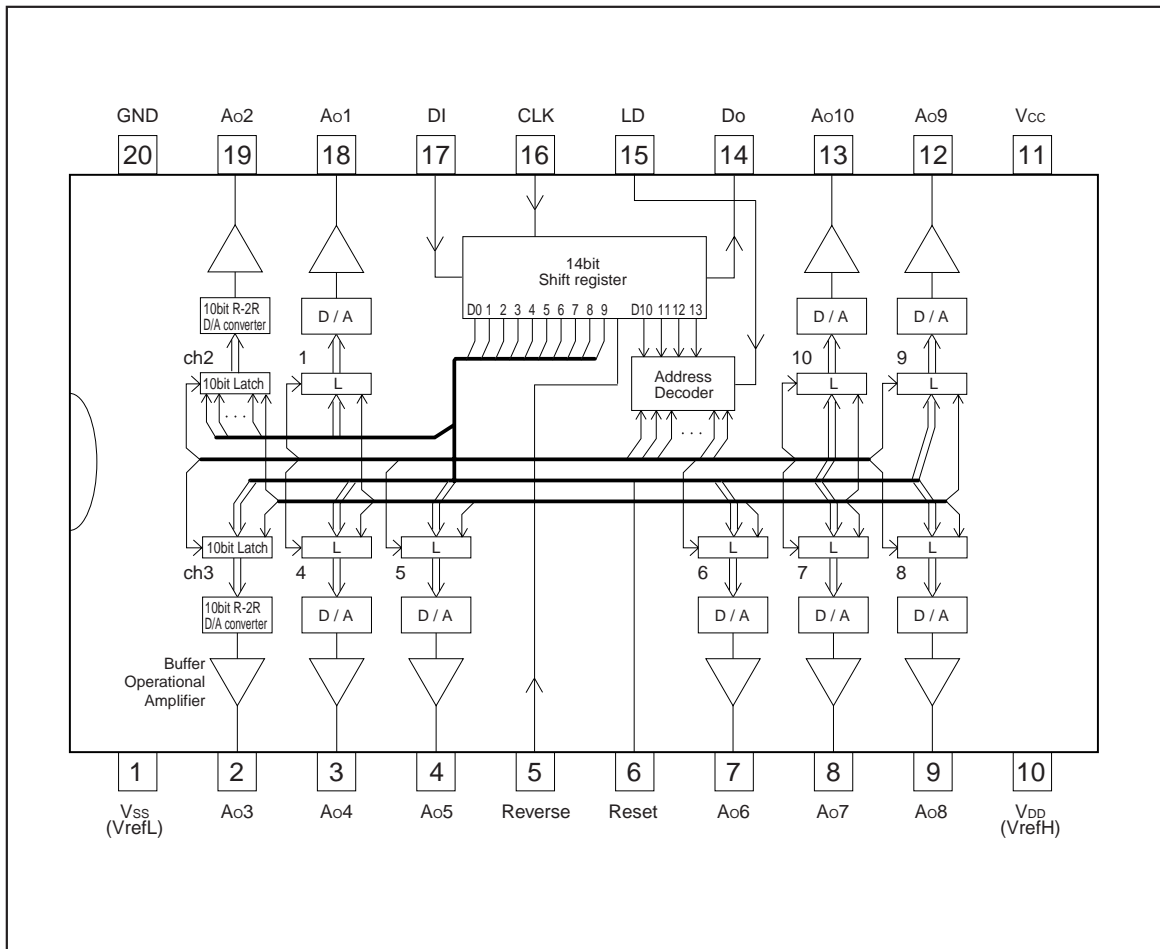 GND Ao2 Ao1 DI CLK LD Do Ao10 Ao9 Vcc
20 19 18 17 16 15 14 13 12 11
14bit
Shift register
D0 1 2 3 4 5 6 7 8 9 D10 11 12 13
10bit R-2R
D/A converter
D / A
D / A
D / A
ch2 1 10 9
10bit Latch
L
Address
Decoder
L
L
. . .
. . .
10bit Latch
L
L
L
L
L
ch3 4 5 6 7 8
10bit R-2R
D/A converter
D / A
D / A
D / A
D / A
D / A
Buffer
Operational
Amplifier
1 2 3 4 5 6 7 8 9 10
Vss Ao3 Ao4 Ao5 Reverse Reset Ao6 Ao7 Ao8 VDD
(VrefL) (VrefH)